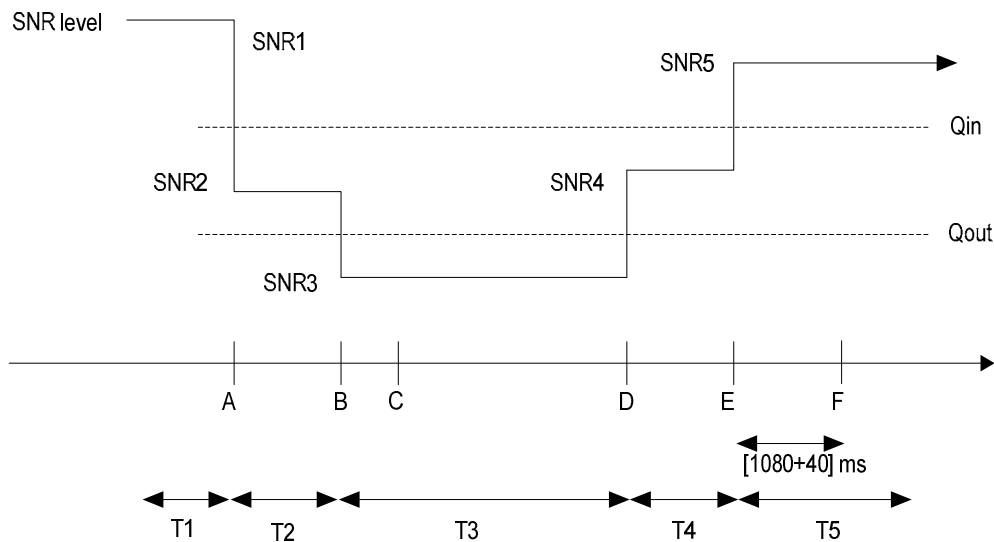 SNR level
SNR1
SNR5
Qin
SNR2
SNR4
Qout
SNR3
A
B
C
D
E
F
[1080+40] ms
T1
T2
T3
T4
T5